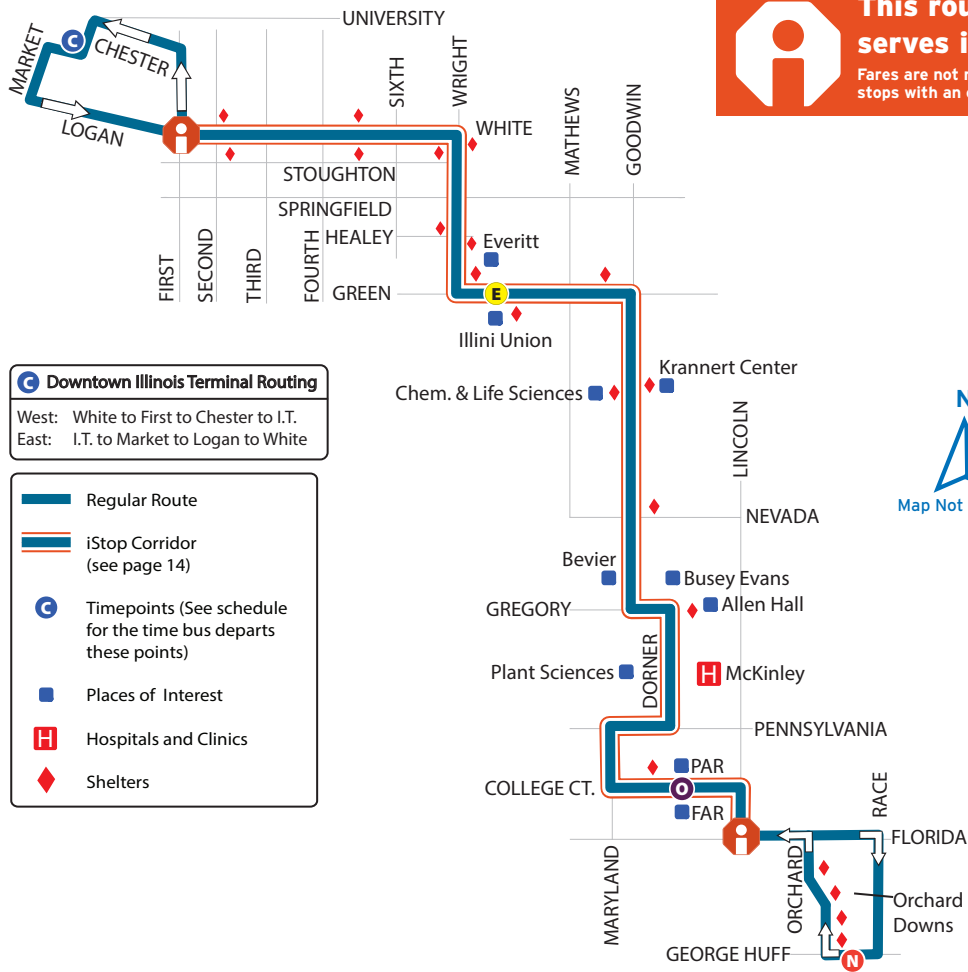 This rou
serves i
Fares are not r
stops with an
UNIVERSITY
MARKET
C
CHESTER
LOGAN
SIXTH
WRIGHT
WHITE
MATHEWS
GOODWIN
STOUGHTON
SPRINGFIELD
HEALEY
FIRST
SECOND
THIRD
FOURTH
GREEN
Everitt
E
Illini Union
Krannert Center
Chem. & Life Sciences
LINCOLN
N
Map Not
C Downtown Illinois Terminal Routing
West: White to First to Chester to I.T.
East: I.T. to Market to Logan to White
Regular Route
iStop Corridor
(see page 14)
C Timepoints (See schedule
for the time bus departs
these points)
Places of Interest
H Hospitals and Clinics
Shelters
NEVADA
Bevier
Busey Evans
GREGORY
Allen Hall
DORNER
Plant Sciences
H McKinley
PENNSYLVANIA
PAR
COLLEGE CT.
O
FAR
RACE
FLORIDA
MARYLAND
ORCHARD
Orchard
Downs
GEORGE HUFF
N